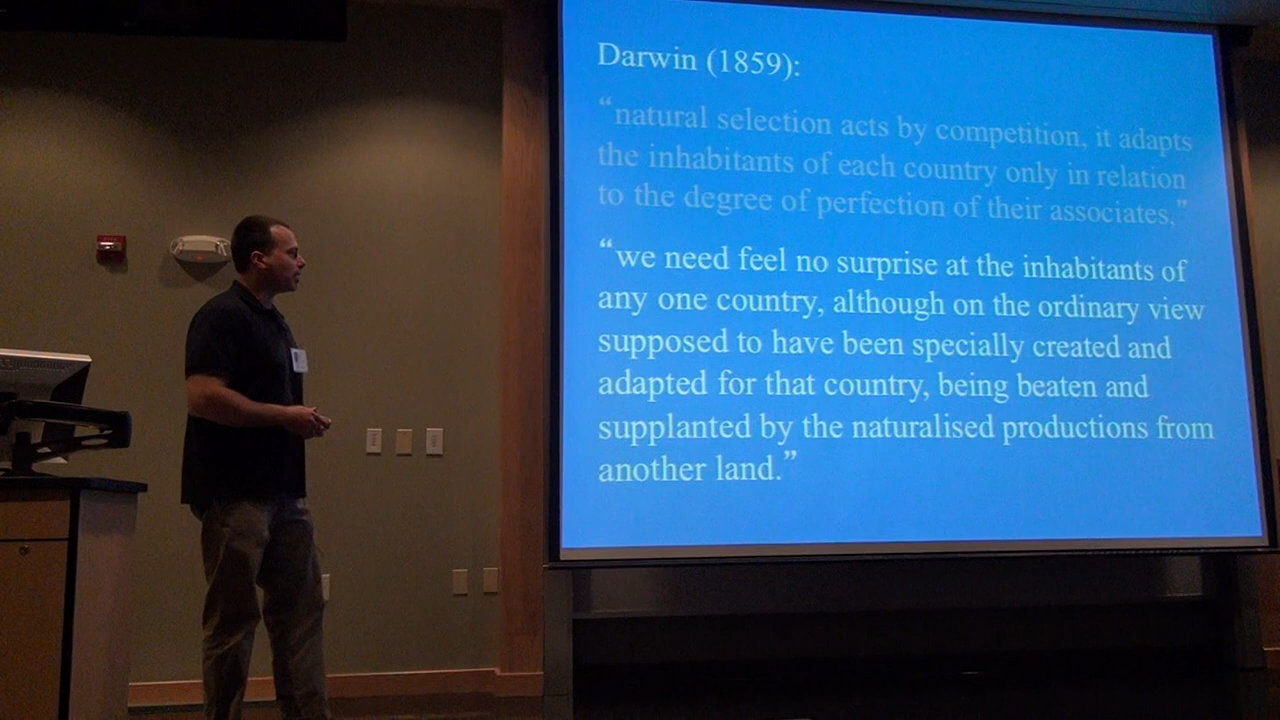 Darwin (1859):
“natural selection acts by competition, it adapts
the inhabitants of each country only in relation
to the degree of perfection of their associates,”
“we need feel no surprise at the inhabitants of
any one country, although on the ordinary view
supposed to have been specially created and
adapted for that country, being beaten and
supplanted by the naturalised productions from
another land.”